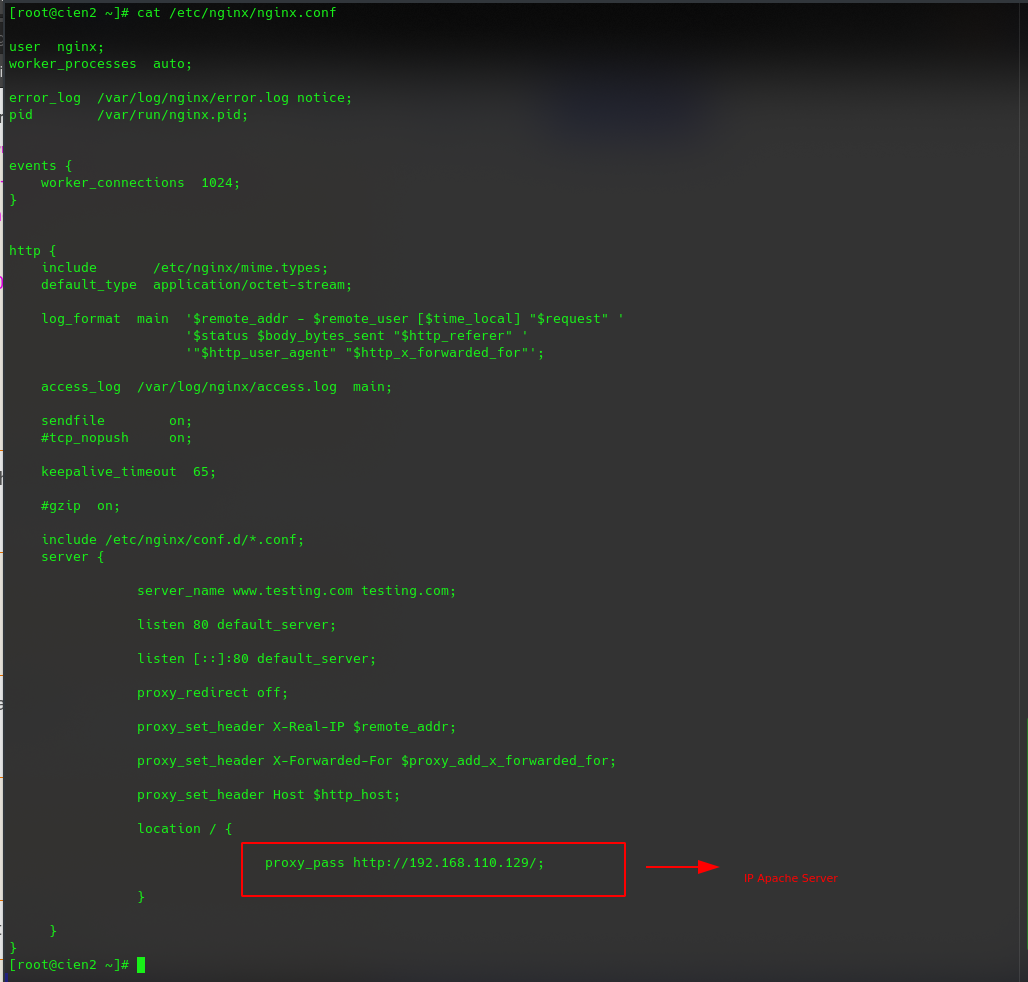 [root@cien2 ~]# cat /etc/nginx/nginx.conf
user  nginx;
worker_processes  auto;
error_log  /var/log/nginx/error.log notice;
pid        /var/run/nginx.pid;
events {
    worker_connections  1024;
}
http {
    include       /etc/nginx/mime.types;
    default_type  application/octet-stream;
    log_format  main  '$remote_addr - $remote_user [$time_local] "$request" '
                      '$status $body_bytes_sent "$http_referer" '
                      '"$http_user_agent" "$http_x_forwarded_for"';
    access_log  /var/log/nginx/access.log  main;
    sendfile        on;
    #tcp_nopush     on;
    keepalive_timeout  65;
    #gzip  on;
    include /etc/nginx/conf.d/*.conf;
    server {
                server_name www.testing.com testing.com;
                listen 80 default_server;
                listen [::]:80 default_server;
                proxy_redirect off;
                proxy_set_header X-Real-IP $remote_addr;
                proxy_set_header X-Forwarded-For $proxy_add_x_forwarded_for;
                proxy_set_header Host $http_host;
                location / {
                                proxy_pass http://192.168.110.129/;
IP Apache Server
                }
     }
}
[root@cien2 ~]#